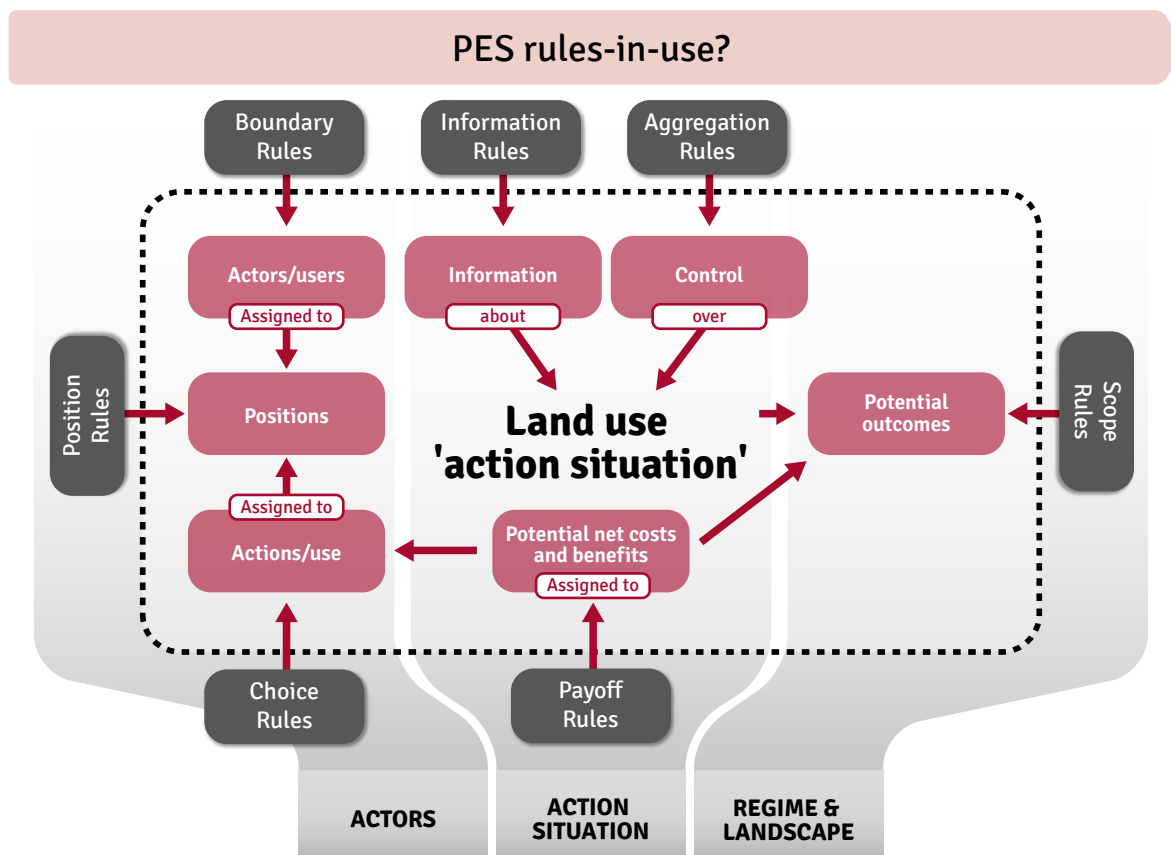 PES rules-in-use?
Boundary
Rules
Information
Rules
Aggregation
Rules
Actors/users
Assigned to
Information
about
Control
over
Position
Rules
Positions
Land use
'action situation'
Potential
outcomes
Scope
Rules
Assigned to
Actions/use
Potential net costs
and benefits
Assigned to
Choice
Rules
Payoff
Rules
ACTORS
ACTION
SITUATION
REGIME &
LANDSCAPE